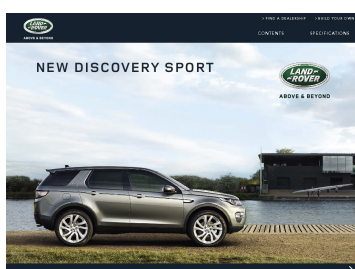 LAND-
ROVER
ABOVE & BEYOND
› FIND A DEALERSHIP › BUILD YOUR OWN
CONTENTS SPECIFICATIONS
NEW DISCOVERY SPORT
LAND-
ROVER
ABOVE & BEYOND